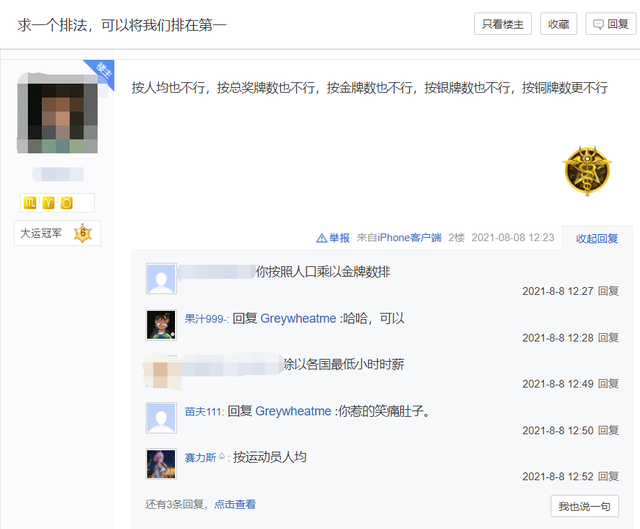 求一个排法，可以将我们排在第一
只看楼主 收藏 回复
楼主
按人均也不行，按总奖牌数也不行，按金牌数也不行，按银牌数也不行，按铜牌数更不行
大运冠军 6
举报 来自iPhone客户端 2楼 2021-08-08 12:23 收起回复
你按照人口乘以金牌数排
2021-8-8 12:27 回复
果汁999-: 回复 Greywheatme :哈哈，可以
2021-8-8 12:28 回复
除以各国最低小时时薪
2021-8-8 12:49 回复
苗夫111: 回复 Greywheatme :你惹的笑痛肚子。
2021-8-8 12:50 回复
赛力斯: 按运动员人均
2021-8-8 12:52 回复
还有3条回复，点击查看
我也说一句